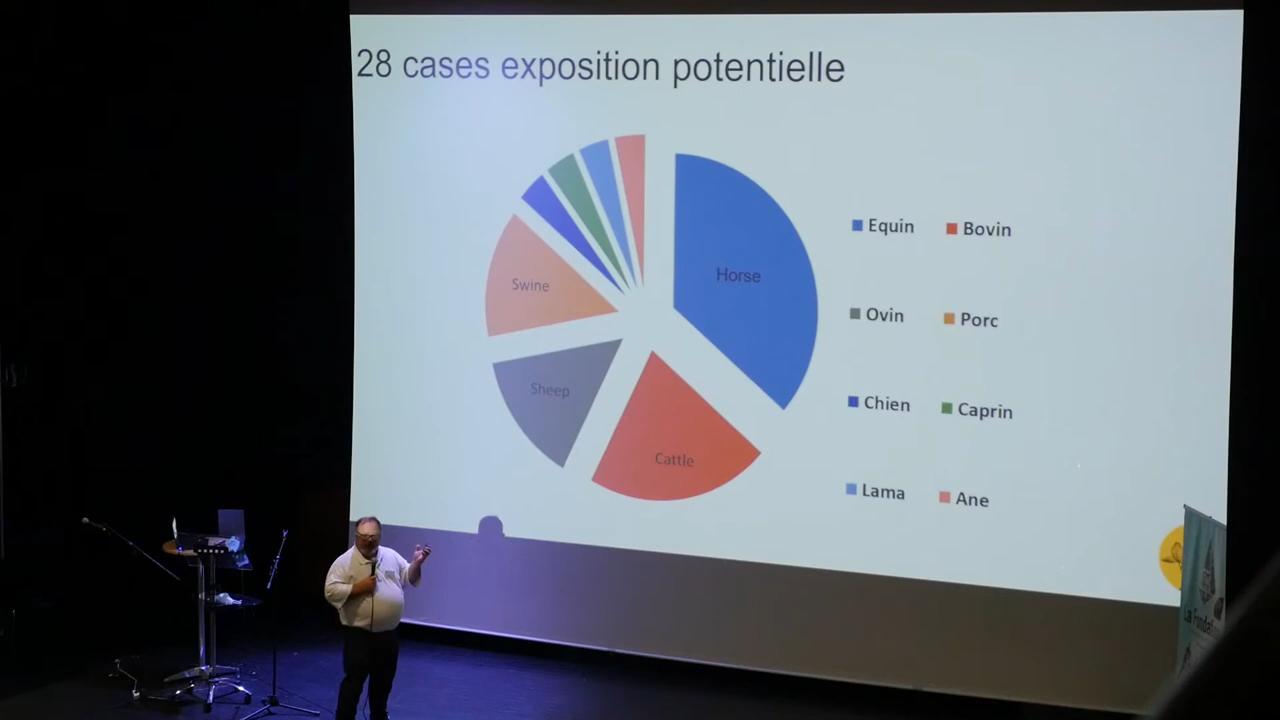 28 cases exposition potentielle
Horse
Equin
Bovin
Swine
Ovin
Porc
Sheep
Chien
Caprin
Cattle
Lama
Ane